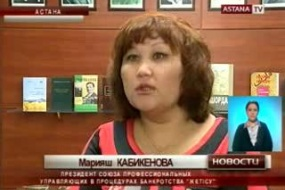 АСТАНА
ASTANA TV
Марияш КАБИКЕНОВА
ПРЕЗИДЕНТ СОЮЗА ПРОФЕССИОНАЛЬНЫХ
УПРАВЛЯЮЩИХ В ПРОЦЕДУРАХ БАНКРОТСТВА "ЖЕТІСУ"
НОВОСТИ